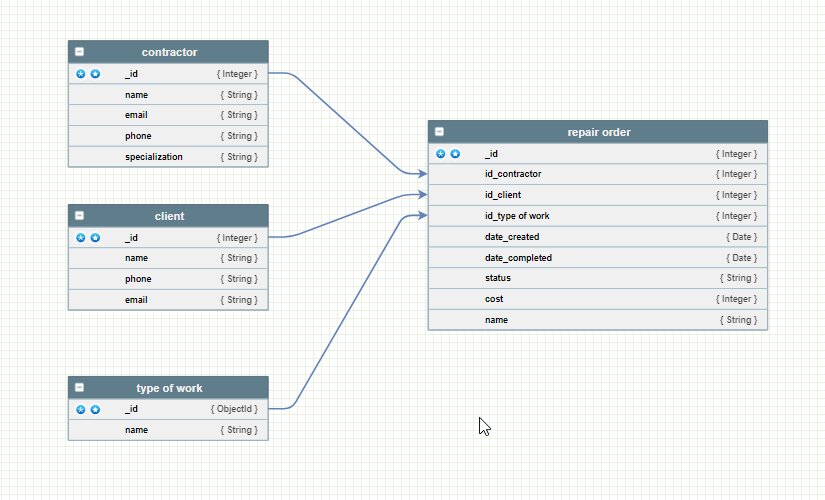 contractor
_id { Integer }
name { String }
email { String }
phone { String }
specialization { String }
client
_id { Integer }
name { String }
phone { String }
email { String }
type of work
_id { ObjectId }
name { String }
repair order
_id { Integer }
id_contractor { Integer }
id_client { Integer }
id_type of work { Integer }
date_created { Date }
date_completed { Date }
status { String }
cost { Integer }
name { String }